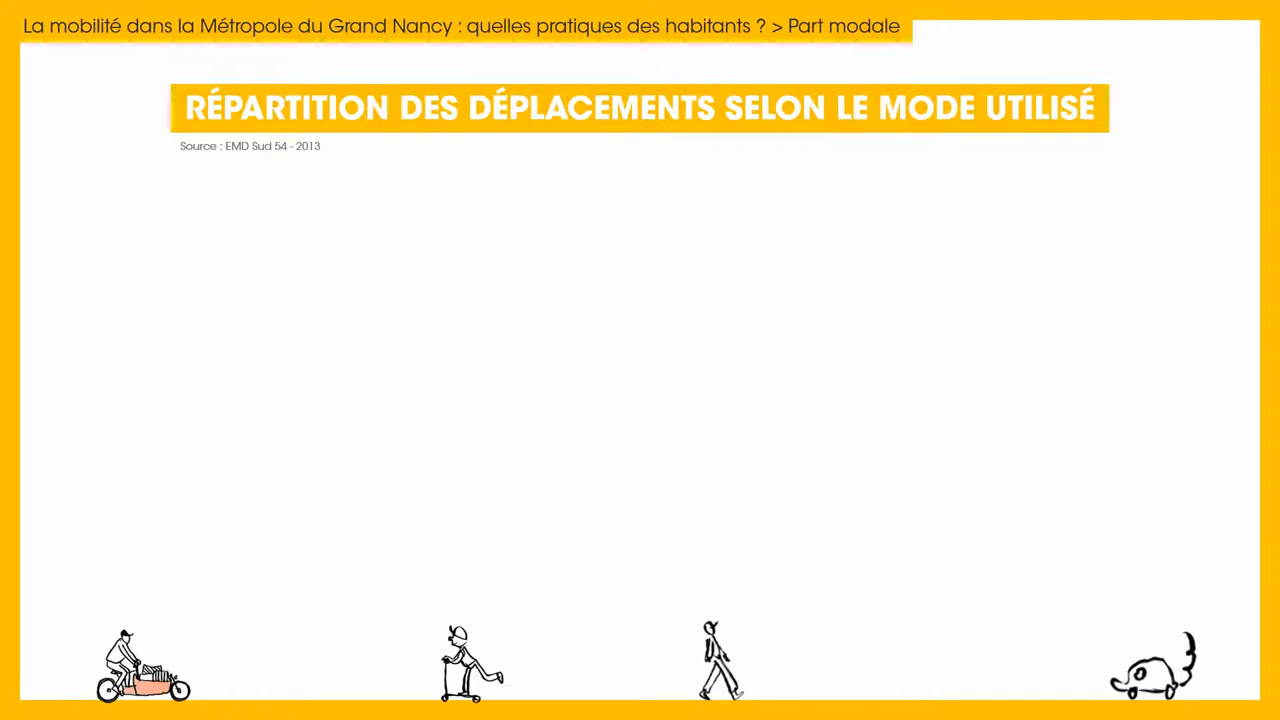 La mobilité dans la Métropole du Grand Nancy : quelles pratiques des habitants ? > Part modale
RÉPARTITION DES DÉPLACEMENTS SELON LE MODE UTILISÉ
Source : EMD Sud 54 - 2013